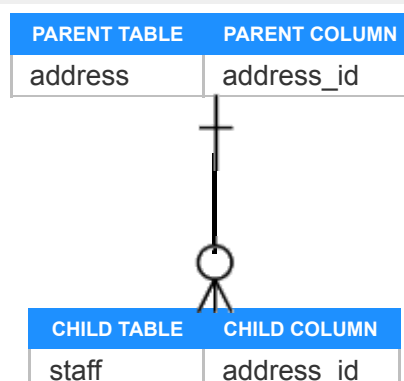 PARENT TABLE PARENT COLUMN
address address_id
CHILD TABLE CHILD COLUMN
staff address_id